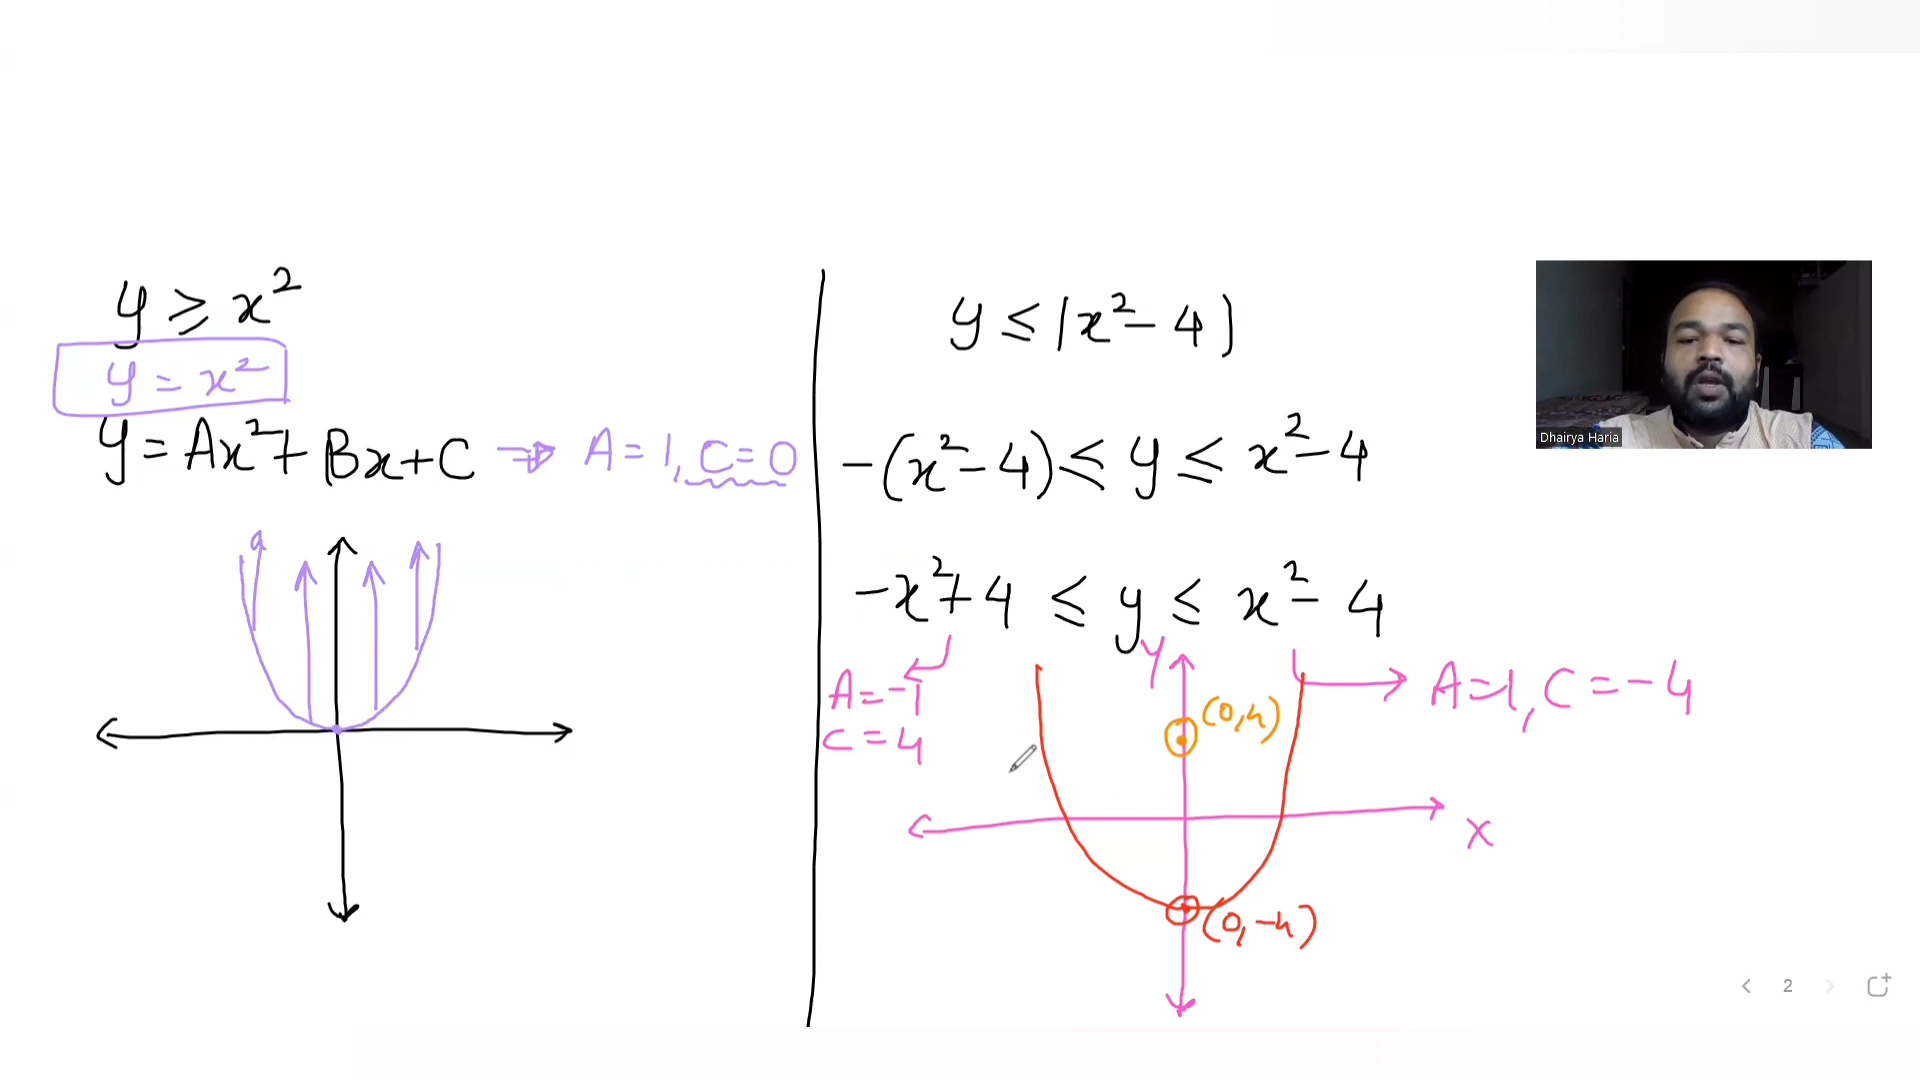 y ≥ x²
y = x²
y = Ax² + Bx + C ⇒ A = 1, C = 0
y ≤ |x² - 4|
-(x² - 4) ≤ y ≤ x² - 4
-x² + 4 ≤ y ≤ x² - 4
A = -1
C = 4
Y
(0,4)
A = 1, C = -4
X
(0,-4)
Dhairya Haria
2